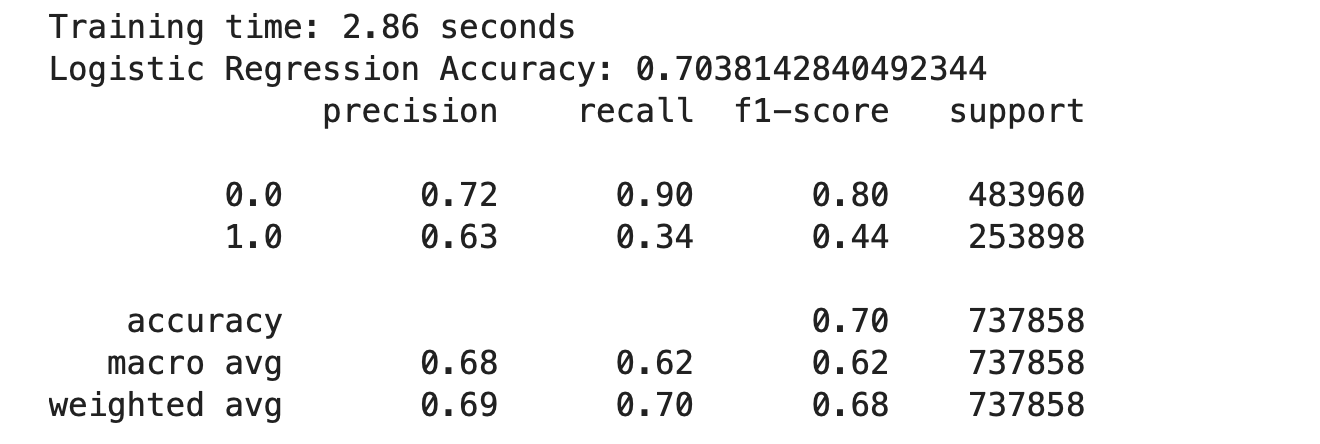 Training time: 2.86 seconds
Logistic Regression Accuracy: 0.7038142840492344
precision recall f1-score support
0.0 0.72 0.90 0.80 483960
1.0 0.63 0.34 0.44 253898
accuracy 0.70 737858
macro avg 0.68 0.62 0.62 737858
weighted avg 0.69 0.70 0.68 737858